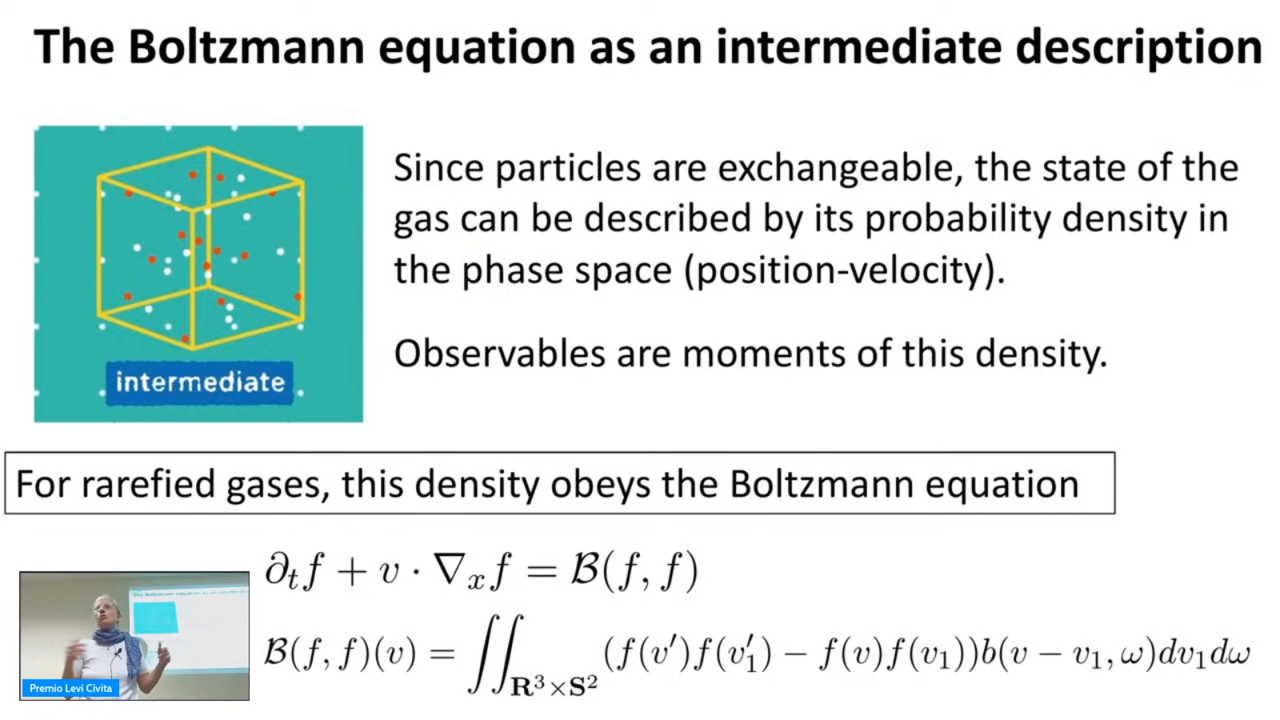 The Boltzmann equation as an intermediate description
Since particles are exchangeable, the state of the
gas can be described by its probability density in
the phase space (position-velocity).
intermediate
Observables are moments of this density.
For rarefied gases, this density obeys the Boltzmann equation
∂ₜf + v · ∇ₓf = ℬ(f, f)
ℬ(f, f)(v) = ∬_{R³×S²} (f(v′)f(v′₁) − f(v)f(v₁))b(v − v₁, ω)dv₁dω
Premio Levi Civita